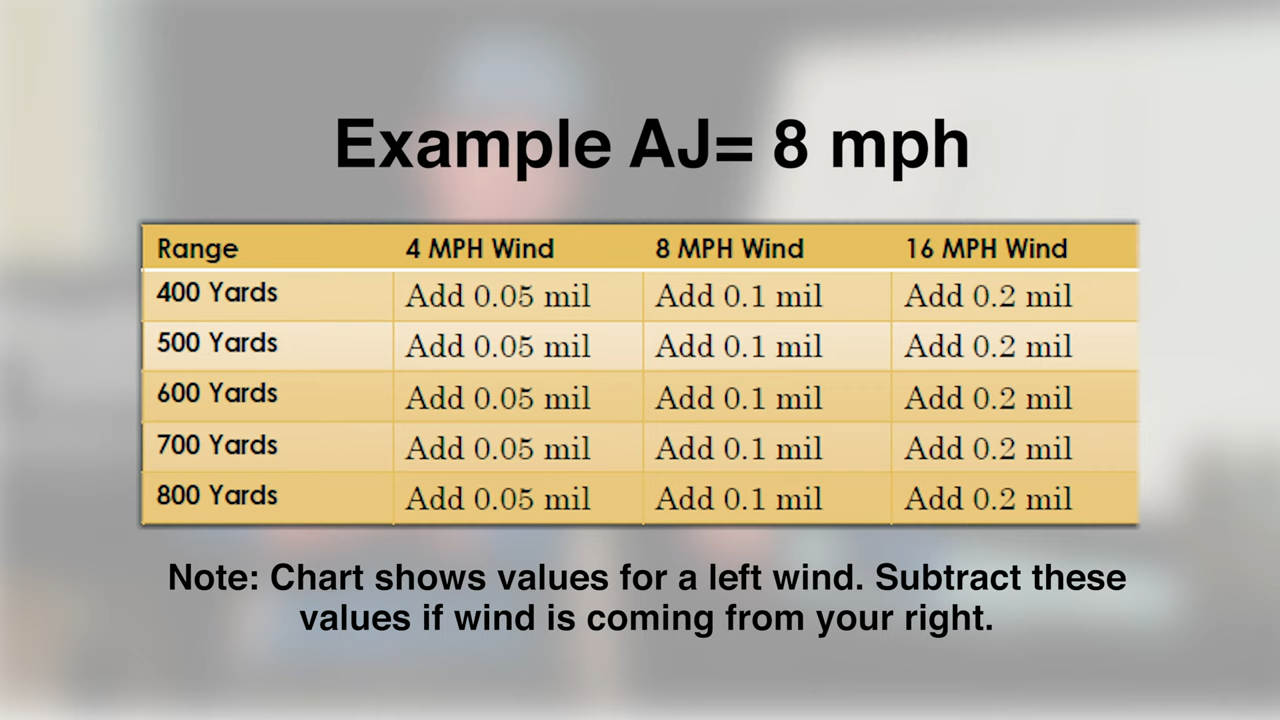 Example AJ= 8 mph
Range 4 MPH Wind 8 MPH Wind 16 MPH Wind
400 Yards Add 0.05 mil Add 0.1 mil Add 0.2 mil
500 Yards Add 0.05 mil Add 0.1 mil Add 0.2 mil
600 Yards Add 0.05 mil Add 0.1 mil Add 0.2 mil
700 Yards Add 0.05 mil Add 0.1 mil Add 0.2 mil
800 Yards Add 0.05 mil Add 0.1 mil Add 0.2 mil
Note: Chart shows values for a left wind. Subtract these
values if wind is coming from your right.